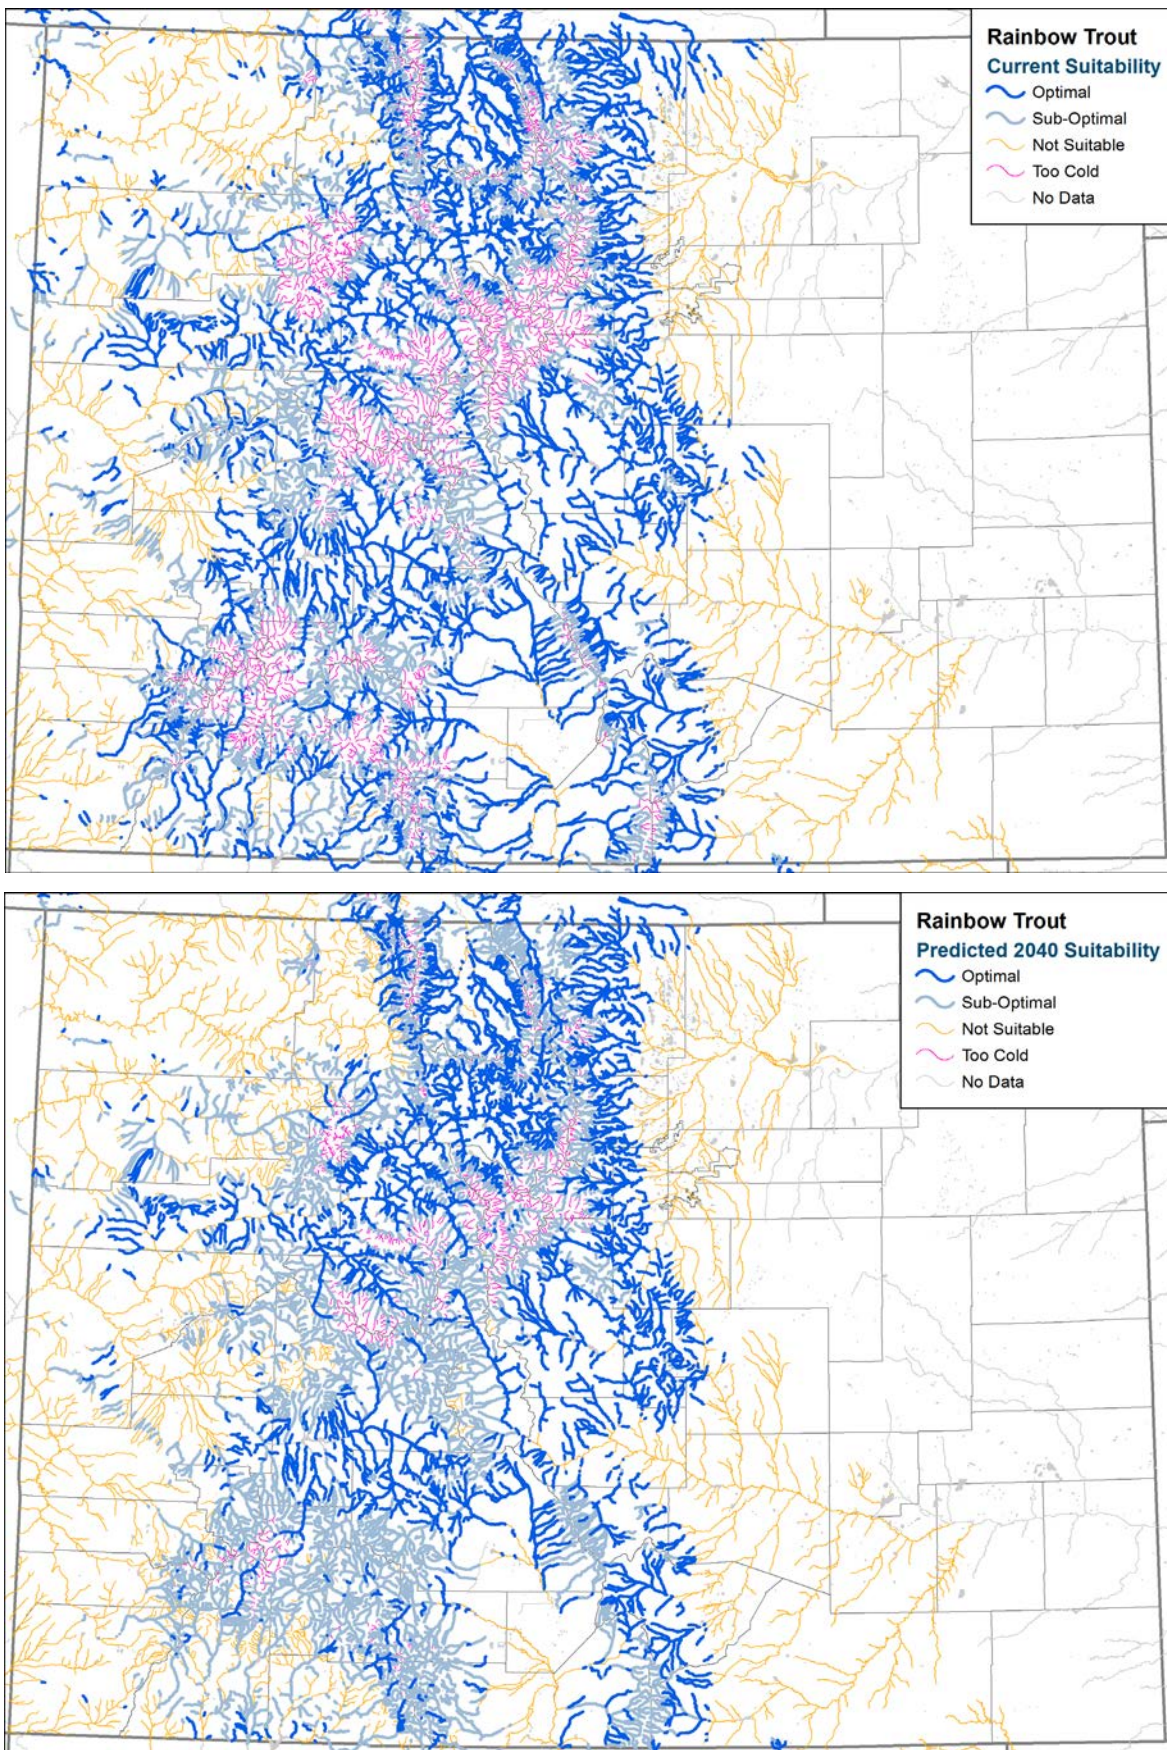 Rainbow Trout
Current Suitability
Optimal
Sub-Optimal
Not Suitable
Too Cold
No Data
Rainbow Trout
Predicted 2040 Suitability
Optimal
Sub-Optimal
Not Suitable
Too Cold
No Data